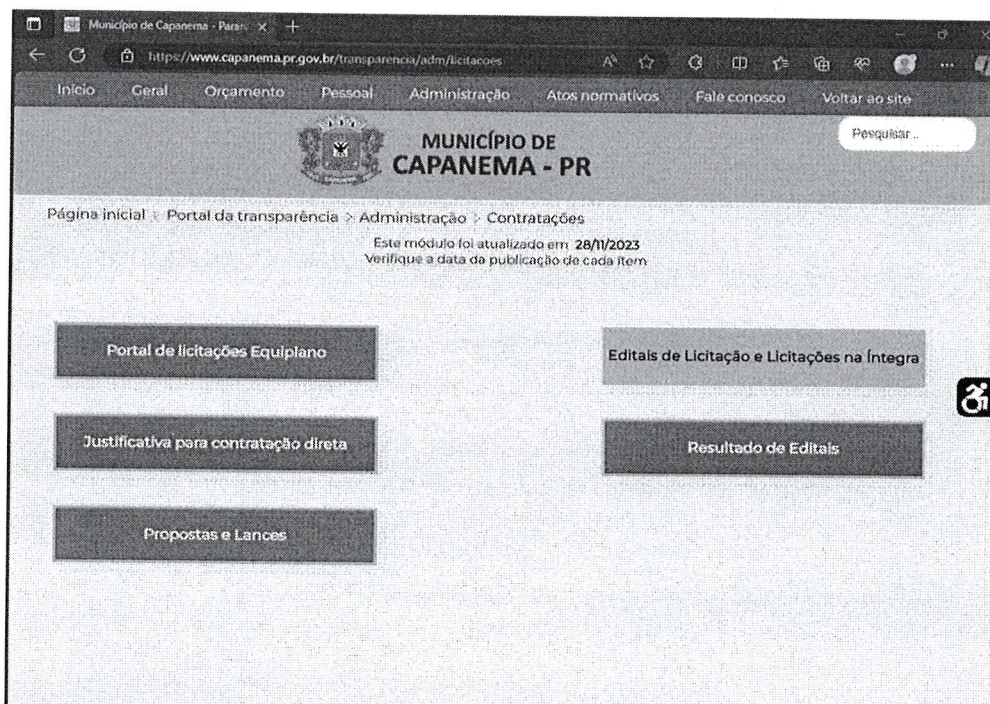 Município de Capanema - Paran
https://www.capanema.pr.gov.br/transparencia/adm/licitacoes
Início Geral Orçamento Pessoal Administração Atos normativos Fale conosco Voltar ao site
Pesquisar...
MUNICÍPIO DE
CAPANEMA - PR
Página inicial > Portal da transparência > Administração > Contratações
Este módulo foi atualizado em 28/11/2023
Verifique a data da publicação de cada item
Portal de licitações Equiplano
Editais de Licitação e Licitações na Íntegra
Justificativa para contratação direta
Resultado de Editais
Propostas e Lances